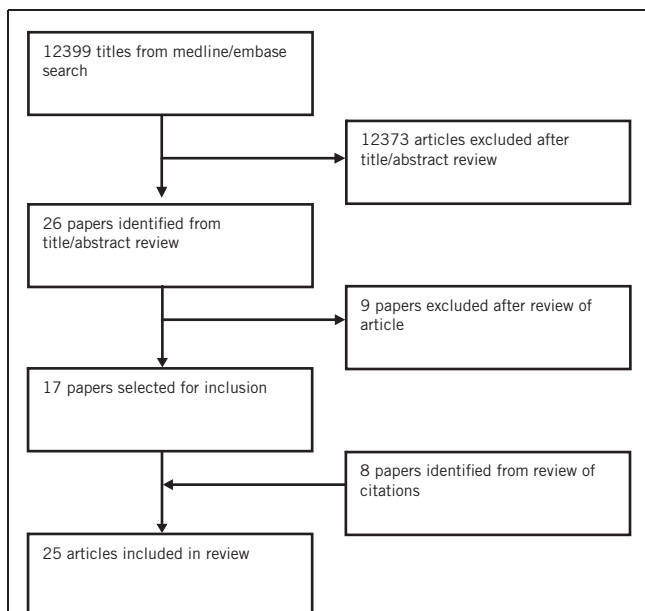 12399 titles from medline/embase
search
12373 articles excluded after
title/abstract review
26 papers identified from
title/abstract review
9 papers excluded after review of
article
17 papers selected for inclusion
8 papers identified from review of
citations
25 articles included in review